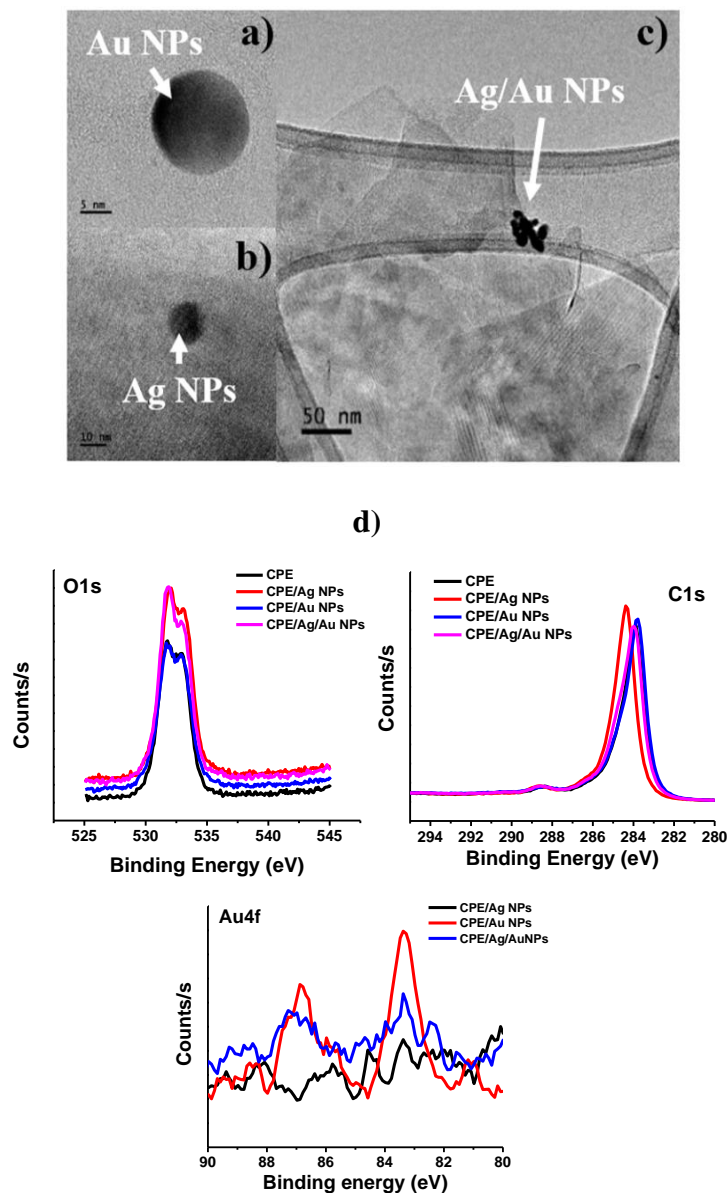 a)
Au NPs
5 nm
b)
Ag NPs
10 nm
c)
Ag/Au NPs
50 nm
d)
O1s
CPE
CPE/Ag NPs
CPE/Au NPs
CPE/Ag/Au NPs
Counts/s
525 530 535 540 545
Binding Energy (eV)
C1s
CPE
CPE/Ag NPs
CPE/Au NPs
CPE/Ag/Au NPs
Counts/s
294 292 290 288 286 284 282 280
Binding Energy (eV)
Au4f
CPE/Ag NPs
CPE/Au NPs
CPE/Ag/AuNPs
Counts/s
90 88 86 84 82 80
Binding energy (eV)